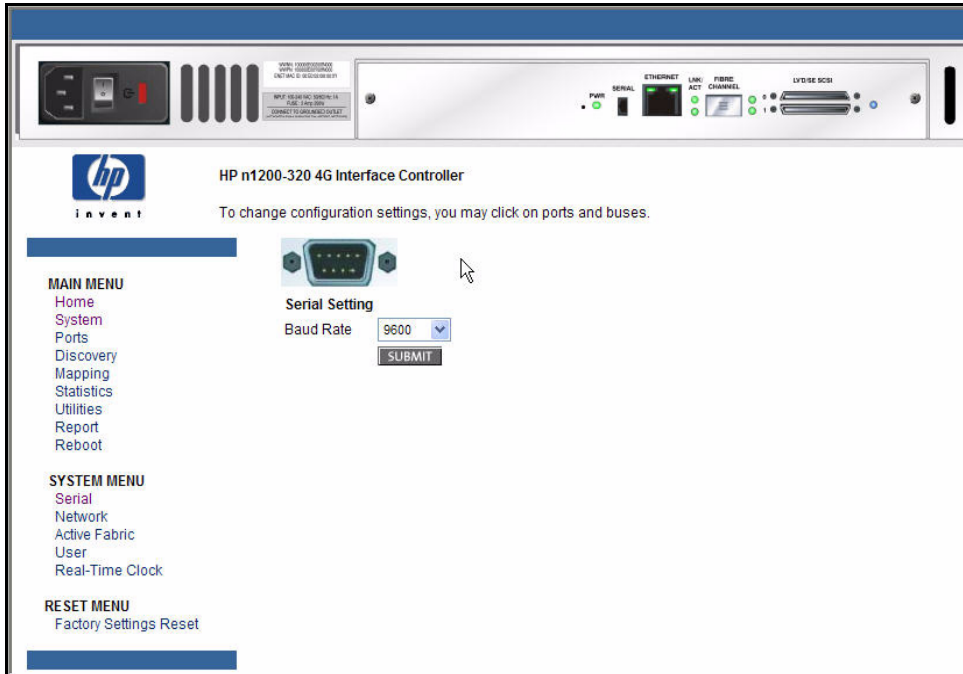 PWR
SERIAL
ETHERNET
LNK/
ACT
FIBRE
CHANNEL
LVD/SE SCSI
0
1
hp
invent
HP n1200-320 4G Interface Controller
To change configuration settings, you may click on ports and buses.
MAIN MENU
Home
System
Ports
Discovery
Mapping
Statistics
Utilities
Report
Reboot
SYSTEM MENU
Serial
Network
Active Fabric
User
Real-Time Clock
RESET MENU
Factory Settings Reset
Serial Setting
Baud Rate 9600
SUBMIT